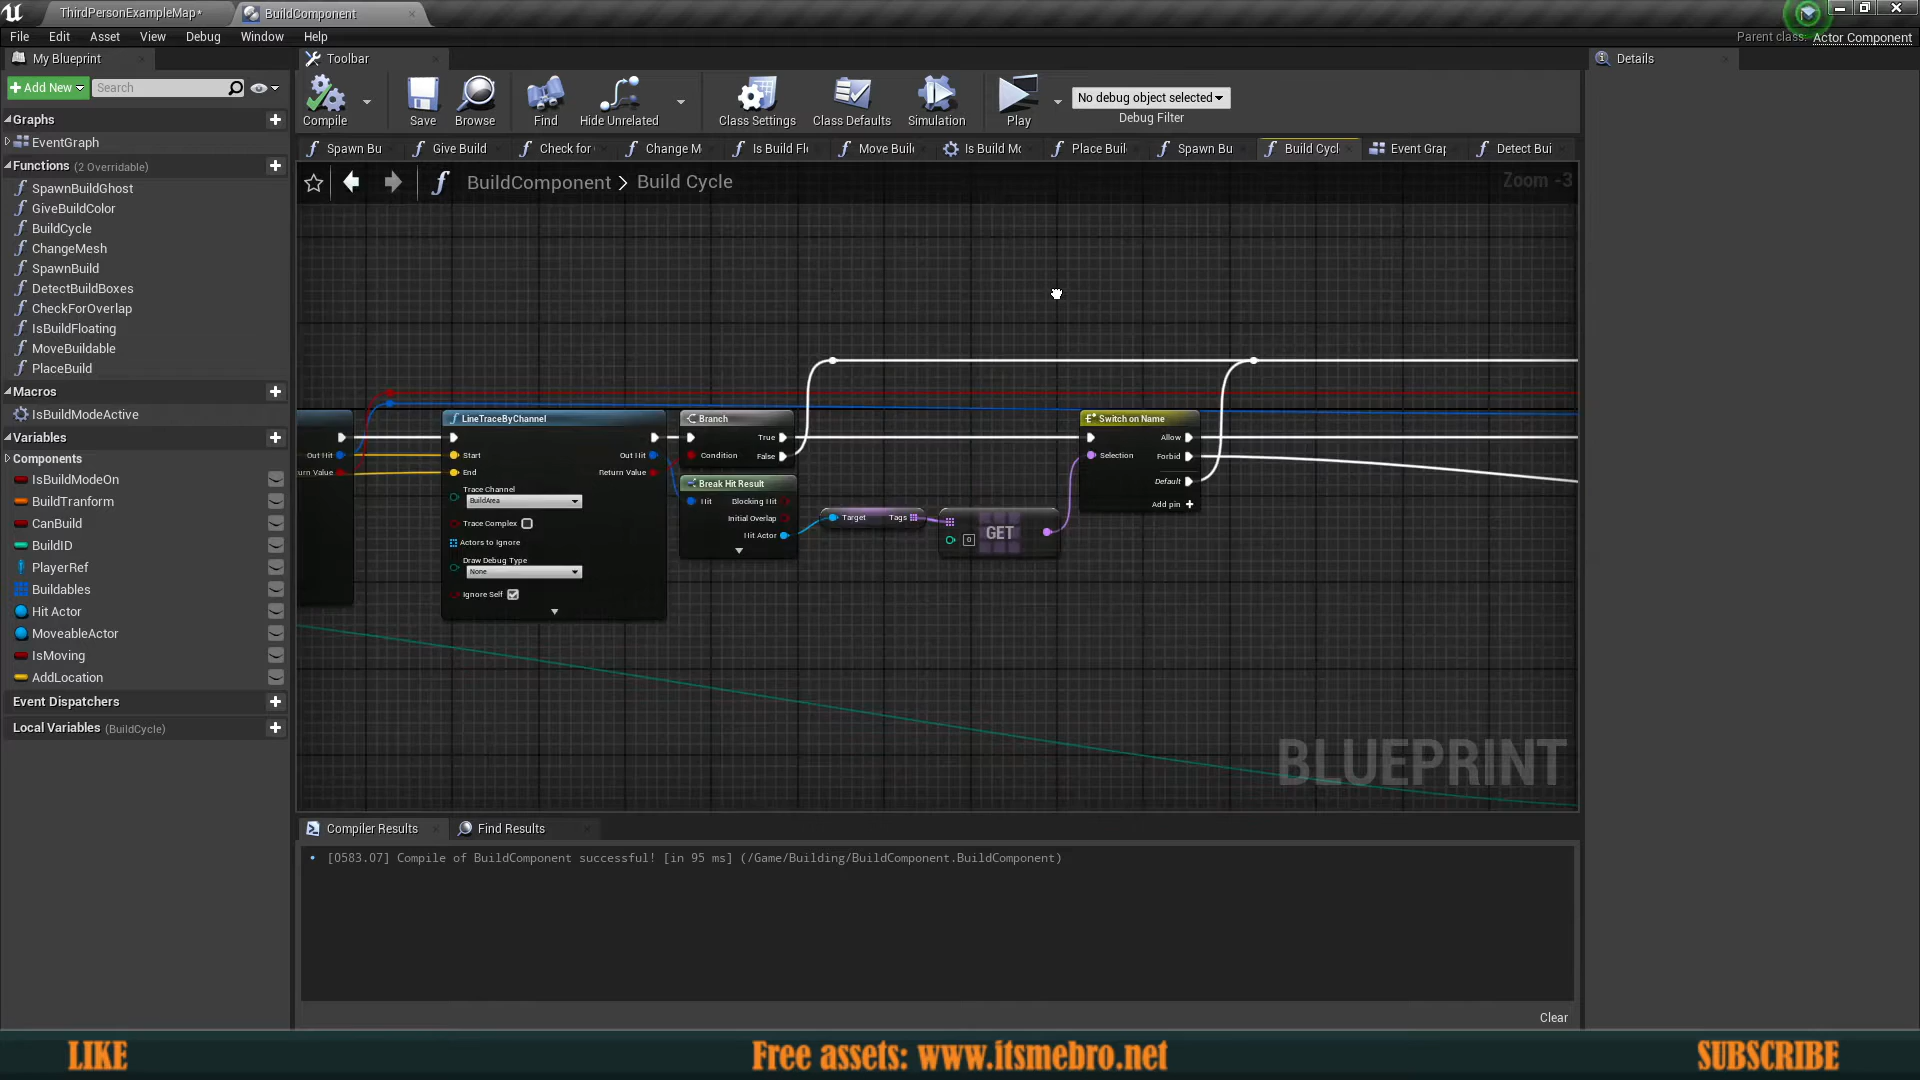 ThirdPersonExampleMap*
BuildComponent
File Edit Asset View Debug Window Help
Parent class: Actor Component
My Blueprint
Toolbar
Details
Add New
Search
Compile
Save
Browse
Find
Hide Unrelated
Class Settings
Class Defaults
Simulation
Play
No debug object selected
Debug Filter
Graphs
EventGraph
Functions (2 Overridable)
SpawnBuildGhost
GiveBuildColor
BuildCycle
ChangeMesh
SpawnBuild
DetectBuildBoxes
CheckForOverlap
IsBuildFloating
MoveBuildable
PlaceBuild
Macros
IsBuildModeActive
Variables
Components
IsBuildModeOn
BuildTranform
CanBuild
BuildID
PlayerRef
Buildables
Hit Actor
MoveableActor
IsMoving
AddLocation
Event Dispatchers
Local Variables (BuildCycle)
Spawn Bu
Give Build
Check for
Change M
Is Build Fl
Move Buil
Is Build M
Place Buil
Spawn Bu
Build Cycl
Event Grap
Detect Bui
BuildComponent > Build Cycle
Zoom -3
Out Hit
urn Value
LineTraceByChannel
Start
End
Trace Channel
BuildArea
Trace Complex
Actors to Ignore
Draw Debug Type
None
Ignore Self
Out Hit
Return Value
Branch
Condition
True
False
Break Hit Result
Hit
Blocking Hit
Initial Overlap
Hit Actor
Target
Tags
0
GET
Switch on Name
Selection
Allow
Forbid
Default
Add pin
BLUEPRINT
Compiler Results
Find Results
[0583.07] Compile of BuildComponent successful! [in 95 ms] (/Game/Building/BuildComponent.BuildComponent)
Clear
LIKE
Free assets: www.itsmebro.net
SUBSCRIBE